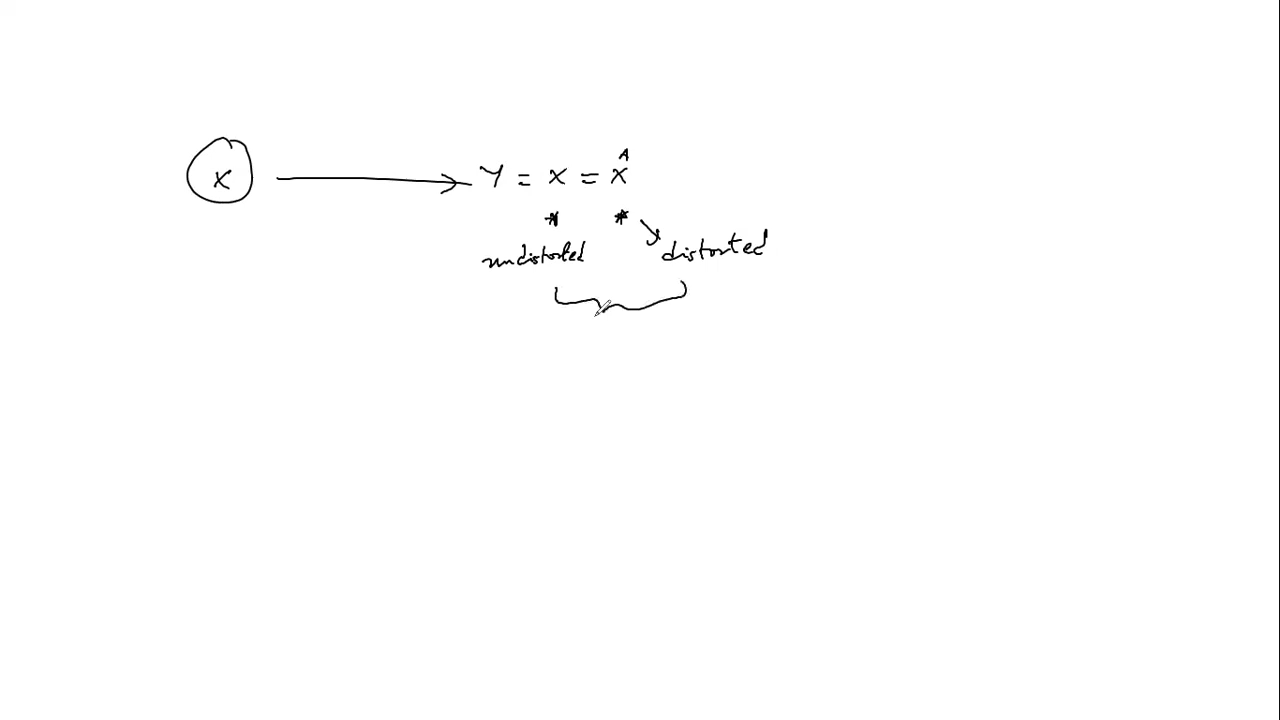 x → Y = x = x̂
* *
undistorted distorted